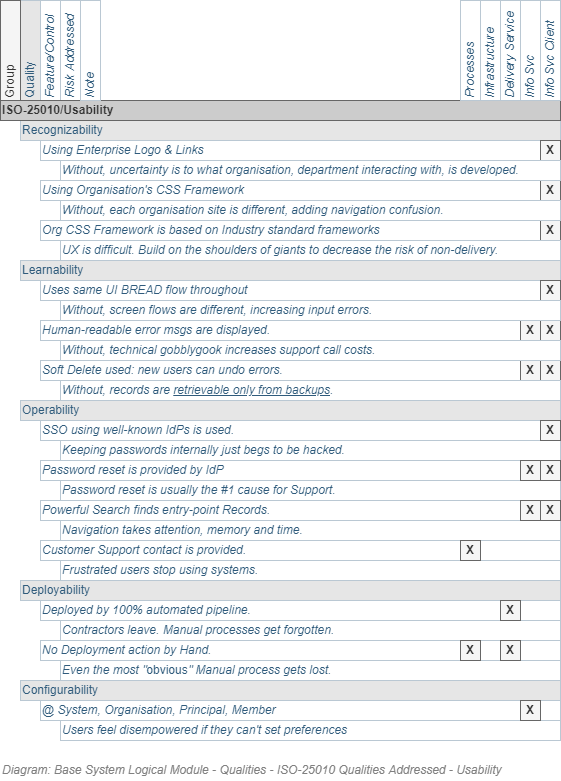 Group
Quality
Feature/Control
Risk Addressed
Note
Processes
Infrastructure
Delivery Service
Info Svc
Info Svc Client
ISO-25010/Usability
Recognizability
Using Enterprise Logo & Links X
Without, uncertainty is to what organisation, department interacting with, is developed.
Using Organisation's CSS Framework X
Without, each organisation site is different, adding navigation confusion.
Org CSS Framework is based on Industry standard frameworks X
UX is difficult. Build on the shoulders of giants to decrease the risk of non-delivery.
Learnability
Uses same UI BREAD flow throughout X
Without, screen flows are different, increasing input errors.
Human-readable error msgs are displayed. X X
Without, technical gobblygook increases support call costs.
Soft Delete used: new users can undo errors. X X
Without, records are retrievable only from backups.
Operability
SSO using well-known IdPs is used. X
Keeping passwords internally just begs to be hacked.
Password reset is provided by IdP X X
Password reset is usually the #1 cause for Support.
Powerful Search finds entry-point Records. X X
Navigation takes attention, memory and time.
Customer Support contact is provided. X
Frustrated users stop using systems.
Deployability
Deployed by 100% automated pipeline. X
Contractors leave. Manual processes get forgotten.
No Deployment action by Hand. X X
Even the most "obvious" Manual process gets lost.
Configurability
@ System, Organisation, Principal, Member X
Users feel disempowered if they can't set preferences
Diagram: Base System Logical Module - Qualities - ISO-25010 Qualities Addressed - Usability